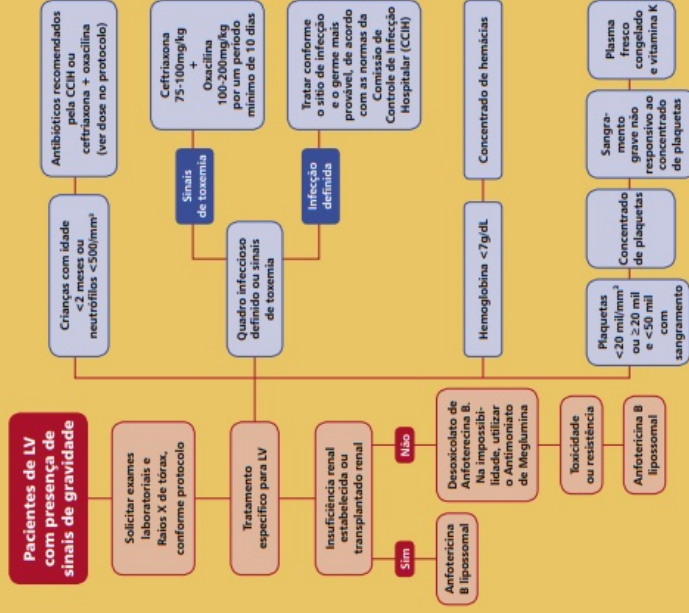 Pacientes de LV
com presença de
sinais de gravidade
Solicitar exames
laboratoriais e
Raios X de tórax,
conforme protocolo
Tratamento
específico para LV
Insuficiência renal
estabelecida ou
transplantado renal
Sim
Não
Anfotericina
B lipossomal
Desoxicolato de
Anfoterecina B.
Na impossibi-
lidade, utilizar
o Antimoniato
de Meglumina
Toxicidade
ou resistência
Anfotericina B
lipossomal
Crianças com idade
<2 meses ou
neutrófilos <500/mm³
Antibióticos recomendados
pela CCIH ou
ceftriaxona + oxacilina
(ver dose no protocolo)
Quadro infeccioso
definido ou sinais
de toxemia
Sinais
de toxemia
Ceftriaxona
75-100mg/kg
+
Oxacilina
100-200mg/kg
por um período
mínimo de 10 dias
Infecção
definida
Tratar conforme
o sítio de infecção
e o germe mais
provável, de acordo
com as normas da
Comissão de
Controle de Infecção
Hospitalar (CCIH)
Hemoglobina <7g/dL
Concentrado de hemácias
Plaquetas
<20 mil/mm³
ou ≥20 mil
e <50 mil
com
sangramento
Concentrado
de plaquetas
Sangra-
mento
grave não
responsivo ao
concentrado
de plaquetas
Plasma
fresco
congelado
e vitamina K